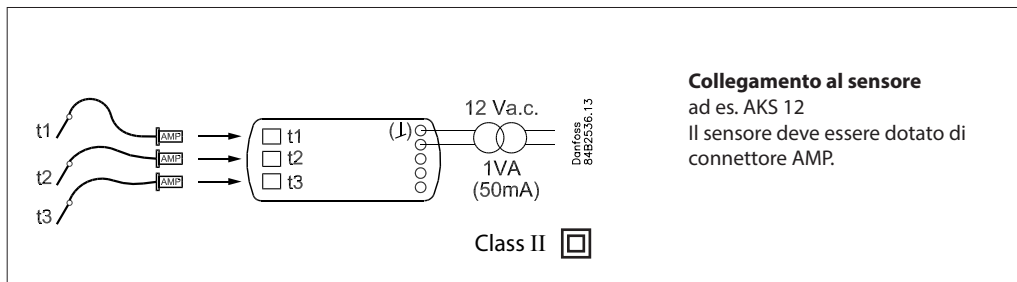 t1
t2
t3
AMP
AMP
AMP
t1
t2
t3
12 Va.c.
1VA
(50mA)
Class II
Danfoss
84B2536.13
Collegamento al sensore
ad es. AKS 12
Il sensore deve essere dotato di
connettore AMP.